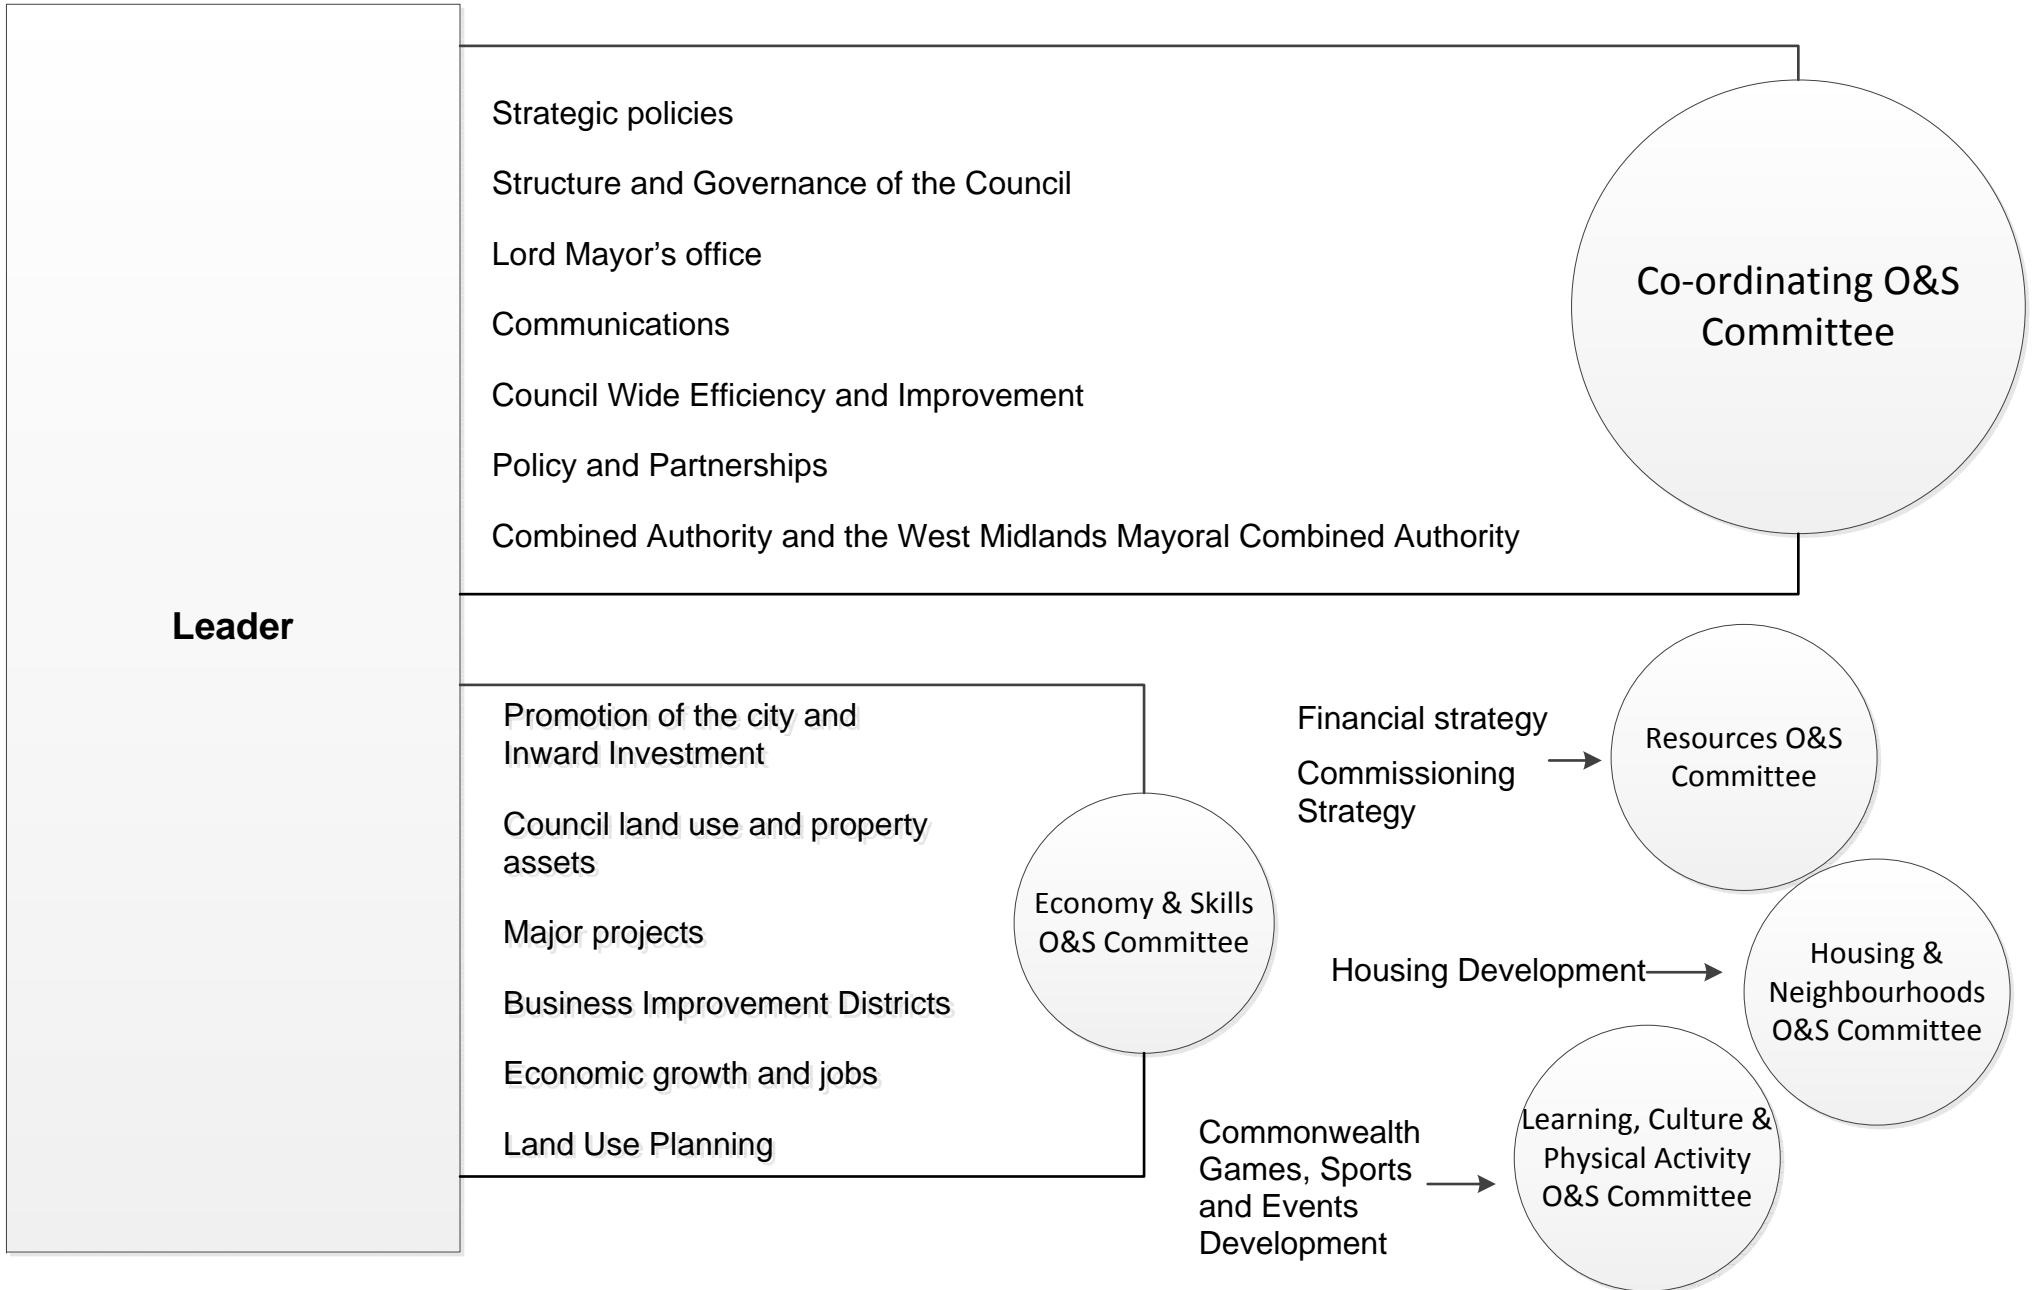 Leader
Strategic policies
Structure and Governance of the Council
Lord Mayor’s office
Communications
Council Wide Efficiency and Improvement
Policy and Partnerships
Combined Authority and the West Midlands Mayoral Combined Authority
Co-ordinating O&S
Committee
Promotion of the city and
Inward Investment
Council land use and property
assets
Major projects
Business Improvement Districts
Economic growth and jobs
Land Use Planning
Economy & Skills
O&S Committee
Financial strategy
Commissioning
Strategy
Resources O&S
Committee
Housing Development
Housing &
Neighbourhoods
O&S Committee
Commonwealth
Games, Sports
and Events
Development
Learning, Culture &
Physical Activity
O&S Committee